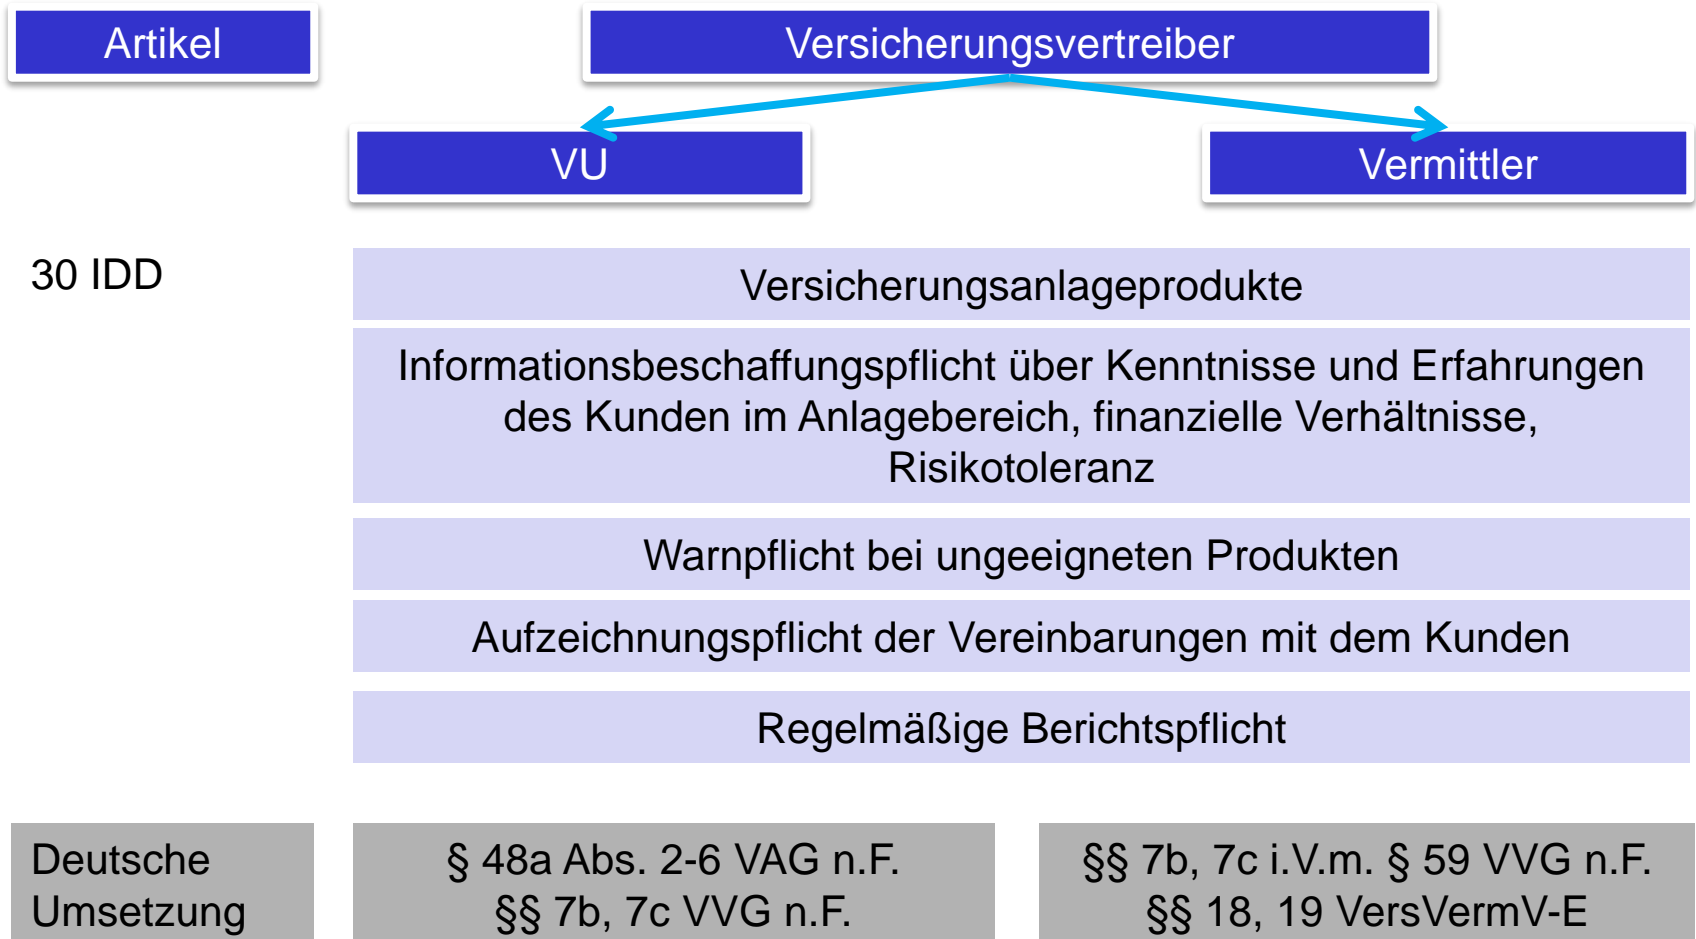 Artikel
Versicherungsvertreiber
VU
Vermittler
30 IDD
Versicherungsanlageprodukte
Informationsbeschaffungspflicht über Kenntnisse und Erfahrungen
des Kunden im Anlagebereich, finanzielle Verhältnisse,
Risikotoleranz
Warnpflicht bei ungeeigneten Produkten
Aufzeichnungspflicht der Vereinbarungen mit dem Kunden
Regelmäßige Berichtspflicht
Deutsche
Umsetzung
§ 48a Abs. 2-6 VAG n.F.
§§ 7b, 7c VVG n.F.
§§ 7b, 7c i.V.m. § 59 VVG n.F.
§§ 18, 19 VersVermV-E